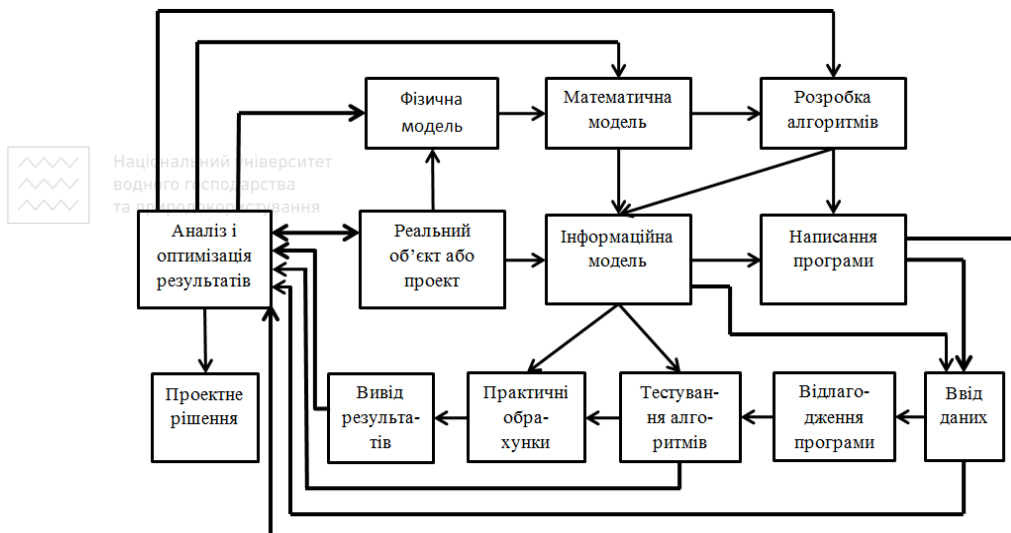 Фізична
модель
Математична
модель
Розробка
алгоритмів
Національний університет
водного господарства
та природокористування
Аналіз і
оптимізація
результатів
Реальний
об’єкт або
проект
Інформаційна
модель
Написання
програми
Проектне
рішення
Вивід
результа-
тів
Практичні
обра-
хунки
Тестуван-
ня алго-
ритмів
Відлаго-
дження
програми
Ввід
даних